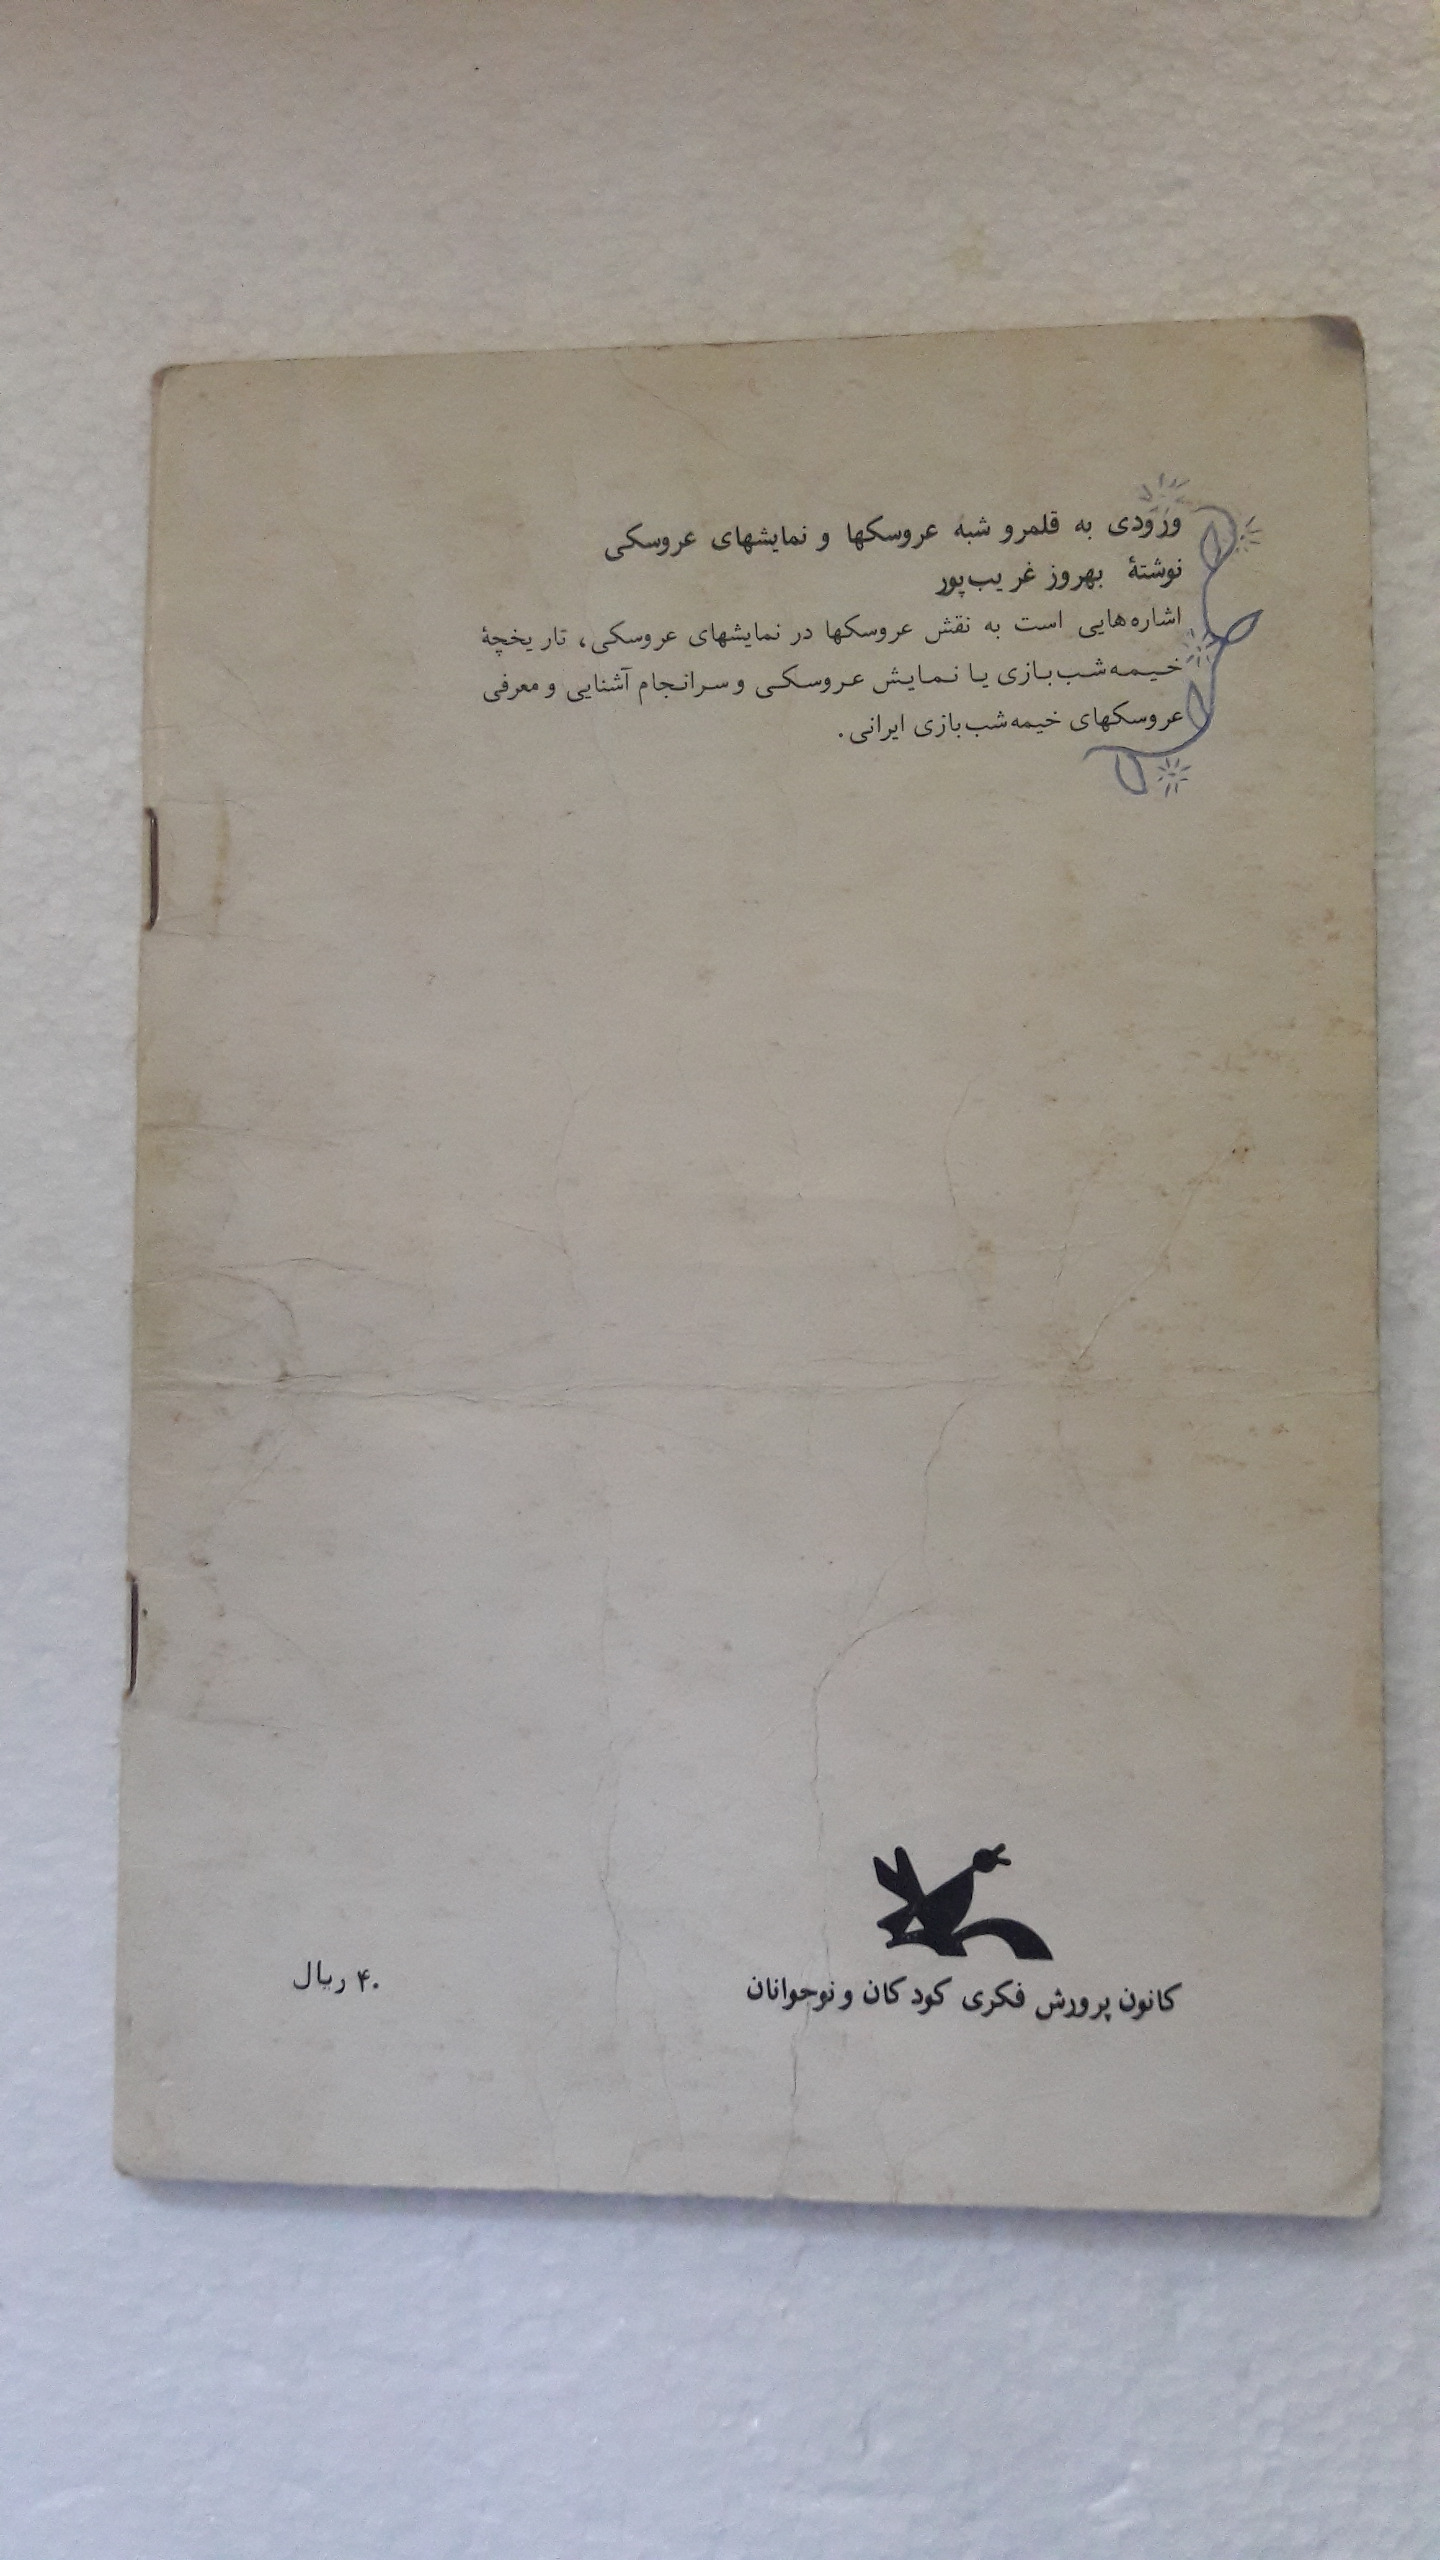 ورودی به قلمرو شبه عروسکها و نمایشهای عروسکی
نوشتهٔ بهروز غریب‌پور
اشاره‌هایی است به نقش عروسکها در نمایشهای عروسکی، تاریخچهٔ
خیمه‌شب‌بازی یا نمایش عروسکی و سرانجام آشنایی و معرفی
عروسکهای خیمه‌شب‌بازی ایرانی.
کانون پرورش فکری کودکان و نوجوانان
۴۰ ریال